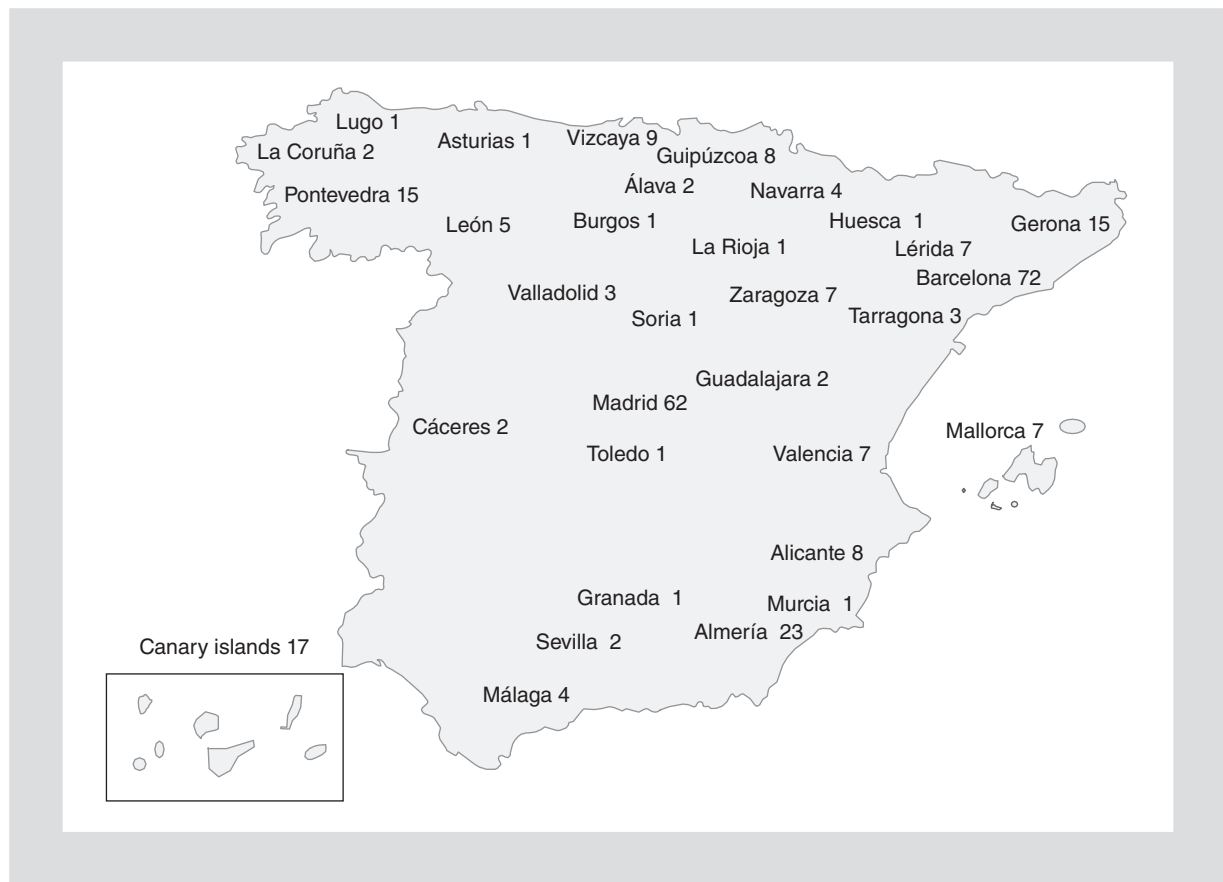 Lugo 1
Asturias 1
Vizcaya 9
La Coruña 2
Guipúzcoa 8
Álava 2
Navarra 4
Pontevedra 15
León 5
Burgos 1
Huesca 1
Gerona 15
La Rioja 1
Lérida 7
Barcelona 72
Valladolid 3
Zaragoza 7
Soria 1
Tarragona 3
Guadalajara 2
Madrid 62
Cáceres 2
Mallorca 7
Toledo 1
Valencia 7
Alicante 8
Granada 1
Murcia 1
Almería 23
Sevilla 2
Canary islands 17
Málaga 4